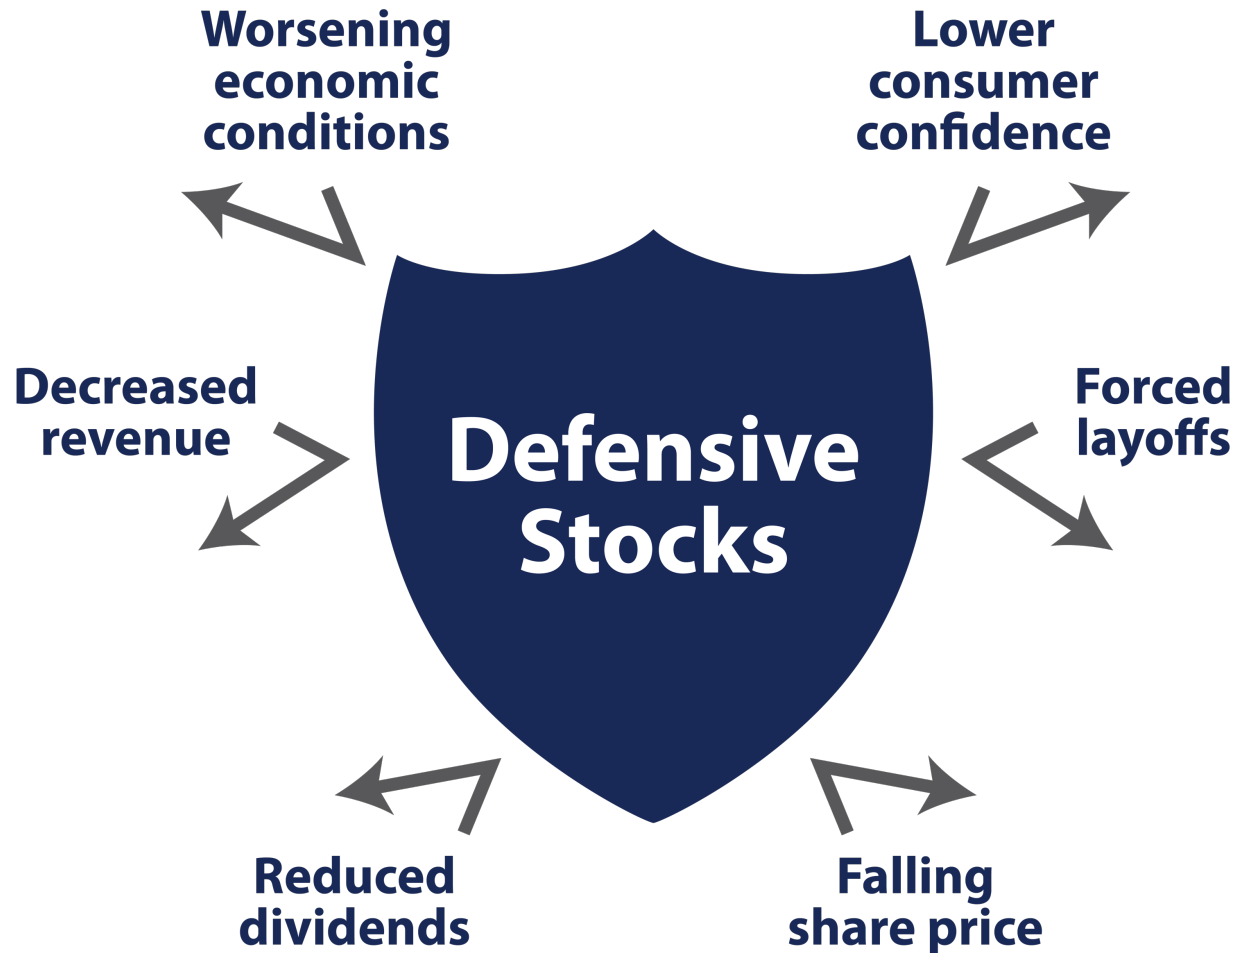 Worsening
economic
conditions
Lower
consumer
confidence
Decreased
revenue
Defensive
Stocks
Forced
layoffs
Reduced
dividends
Falling
share price